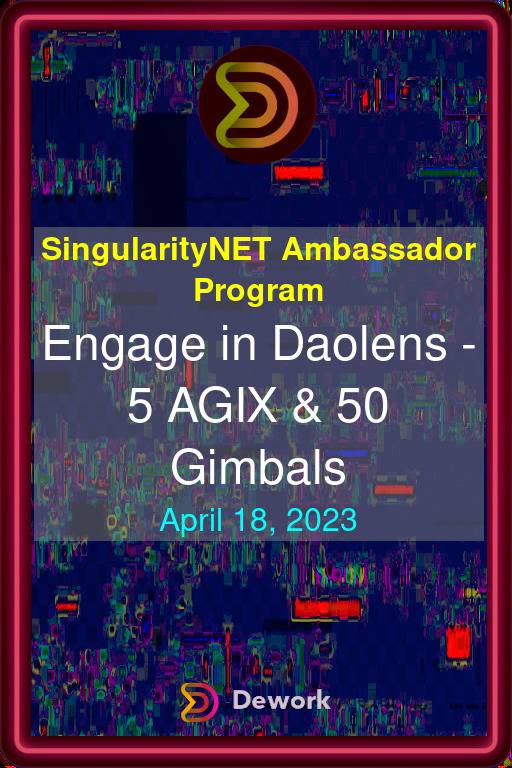 SingularityNET Ambassador
Program
Engage in Daolens -
5 AGIX & 50
Gimbals
April 18, 2023
Dework